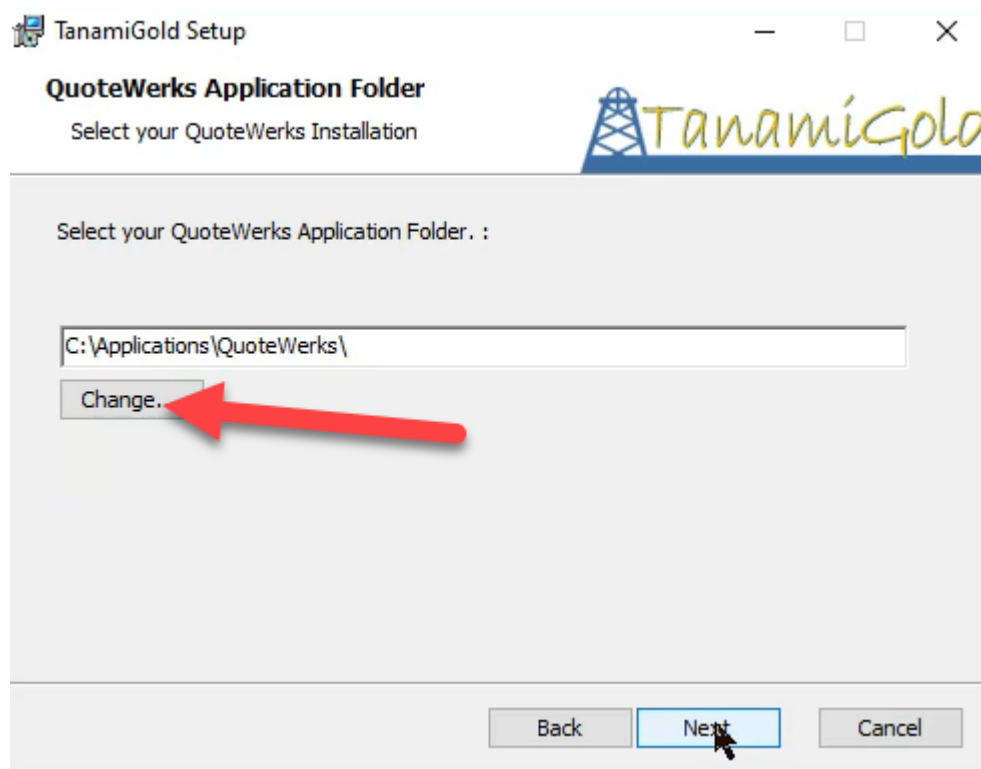 TanamiGold Setup
QuoteWerks Application Folder
Select your QuoteWerks Installation
TanamiGold
Select your QuoteWerks Application Folder. :
C:\Applications\QuoteWerks\
Change..
Back
Next
Cancel